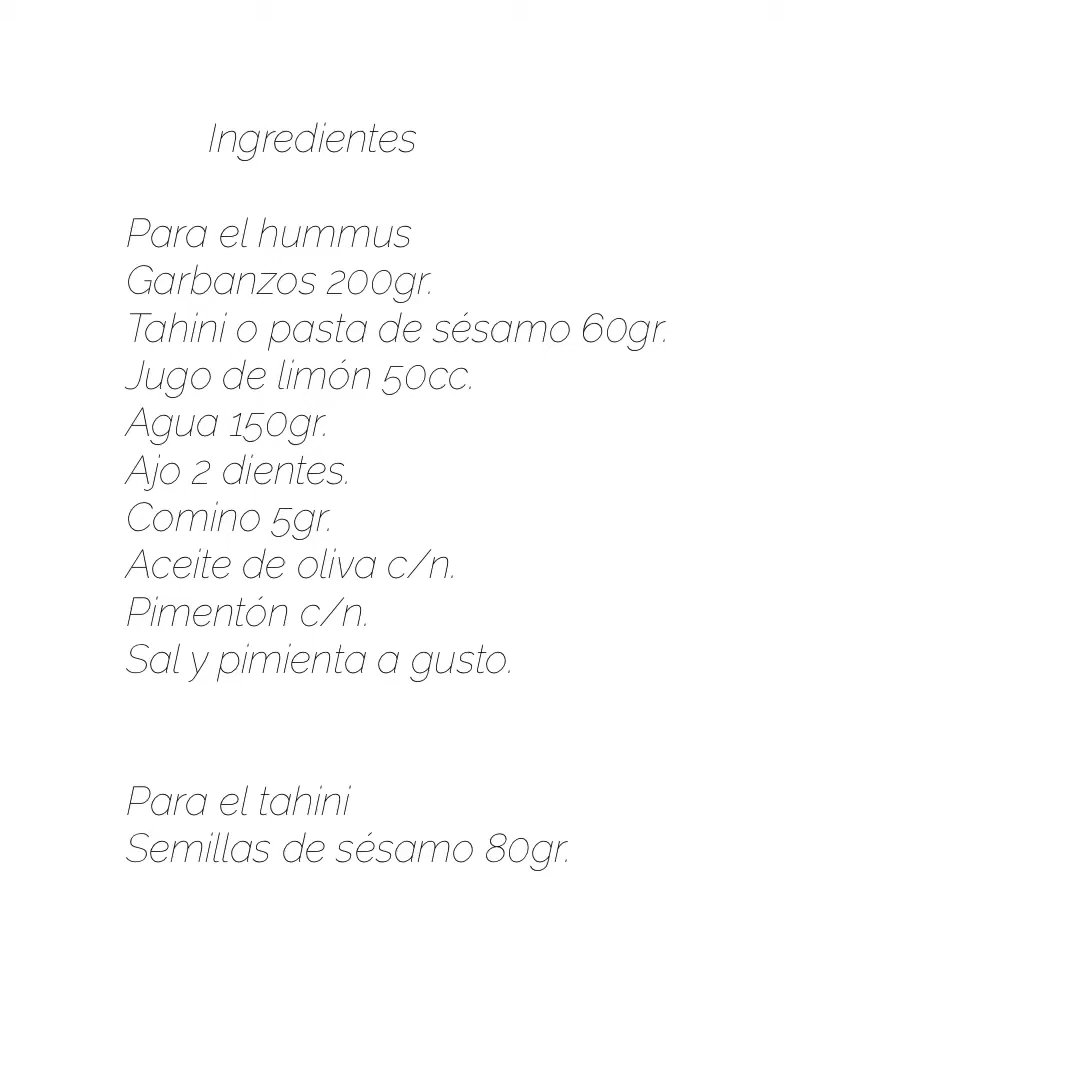 Ingredientes
Para el hummus
Garbanzos 200gr.
Tahini o pasta de sésamo 60gr.
Jugo de limón 50cc.
Agua 150gr.
Ajo 2 dientes.
Comino 5gr.
Aceite de oliva c/n.
Pimentón c/n.
Sal y pimienta a gusto.
Para el tahini
Semillas de sésamo 80gr.